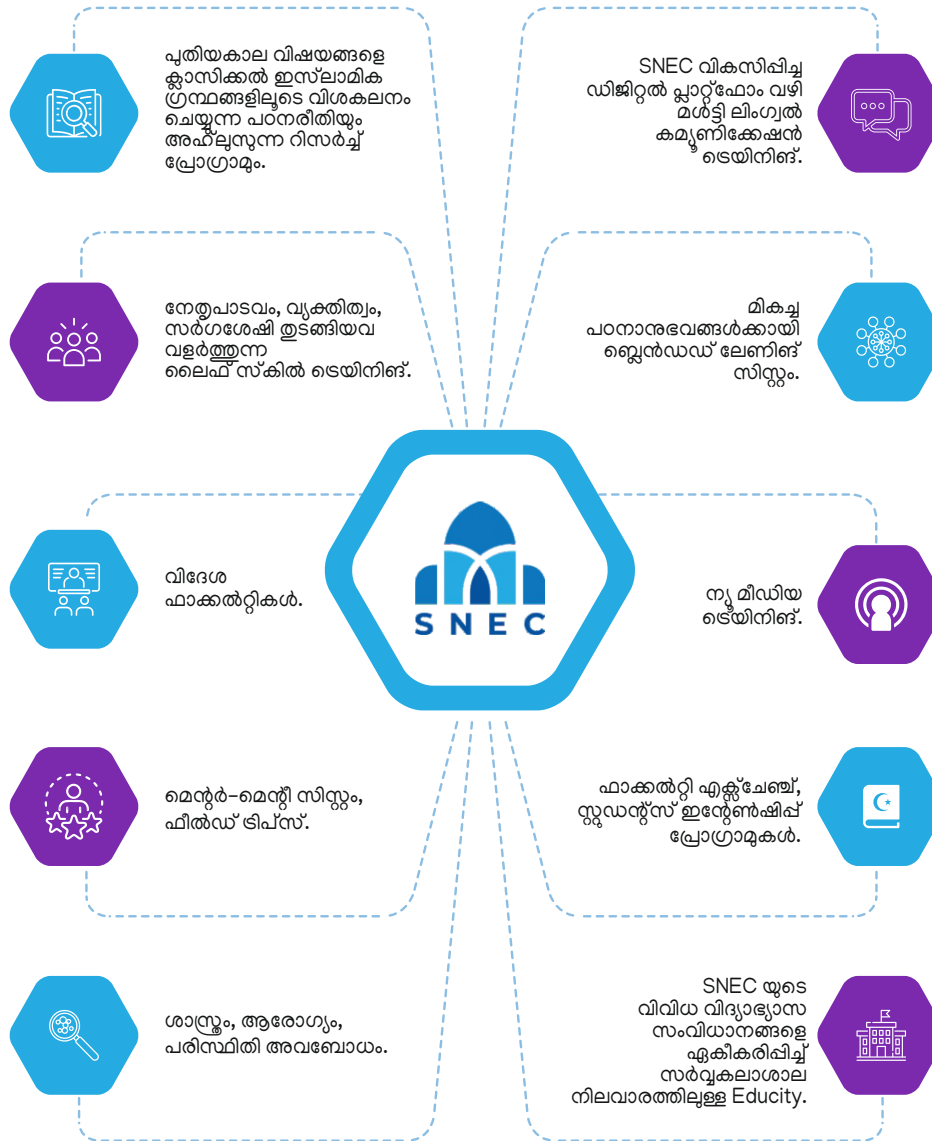 പുതിയകാല വിഷയങ്ങളെ
ക്ലാസിക്കൽ ഇസ്‌ലാമിക
ഗ്രന്ഥങ്ങളിലൂടെ വിശകലനം
ചെയ്യുന്ന പഠനരീതിയും
അഹ്‌ലുസുന്ന റിസർച്ച്
പ്രോഗ്രാമും.
SNEC വികസിപ്പിച്ച
ഡിജിറ്റൽ പ്ലാറ്റ്ഫോം വഴി
മൾട്ടി ലിംഗ്വൽ
കമ്യൂണിക്കേഷൻ
ട്രെയിനിങ്.
നേതൃപാടവം, വ്യക്തിത്വം,
സർഗശേഷി തുടങ്ങിയവ
വളർത്തുന്ന
ലൈഫ് സ്കിൽ ട്രെയിനിങ്.
മികച്ച
പഠനാനുഭവങ്ങൾക്കായി
ബ്ലെൻഡഡ് ലേണിങ്
സിസ്റ്റം.
SNEC
വിദേശ
ഫാക്കൽറ്റികൾ.
ന്യൂ മീഡിയ
ട്രെയിനിങ്.
മെന്റർ-മെന്റീ സിസ്റ്റം,
ഫീൽഡ് ട്രിപ്സ്.
ഫാക്കൽറ്റി എക്സ്ചേഞ്ച്,
സ്റ്റുഡന്റ്സ് ഇന്റേൺഷിപ്പ്
പ്രോഗ്രാമുകൾ.
ശാസ്ത്രം, ആരോഗ്യം,
പരിസ്ഥിതി അവബോധം.
SNEC യുടെ
വിവിധ വിദ്യാഭ്യാസ
സംവിധാനങ്ങളെ
ഏകീകരിപ്പിച്ച്
സർവ്വകലാശാല
നിലവാരത്തിലുള്ള Educity.